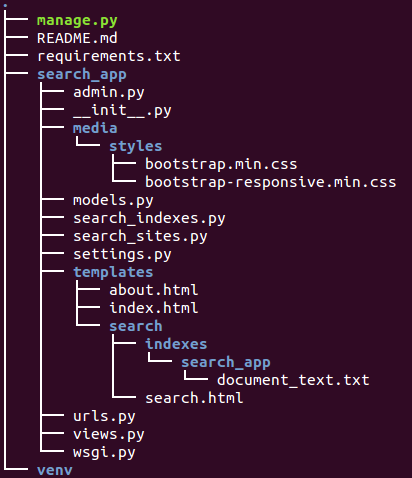 .
manage.py
README.md
requirements.txt
search_app
admin.py
__init__.py
media
styles
bootstrap.min.css
bootstrap-responsive.min.css
models.py
search_indexes.py
search_sites.py
settings.py
templates
about.html
index.html
search
indexes
search_app
document_text.txt
search.html
urls.py
views.py
wsgi.py
venv